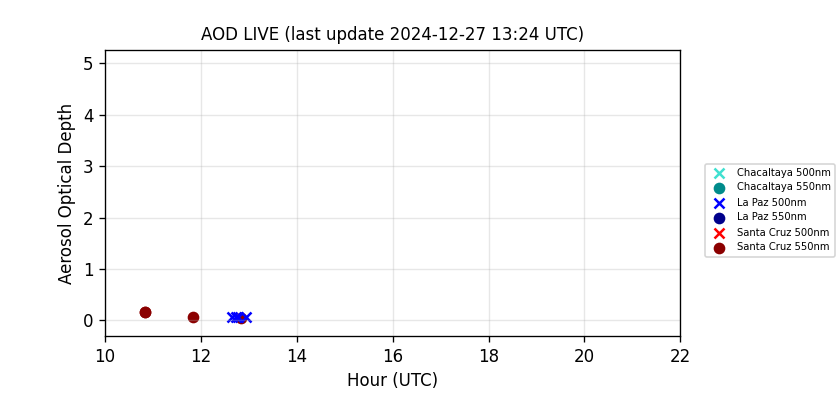 AOD LIVE (last update 2024-12-27 13:24 UTC)
5
4
3
2
1
0
Aerosol Optical Depth
10 12 14 16 18 20 22
Hour (UTC)
Chacaltaya 500nm
Chacaltaya 550nm
La Paz 500nm
La Paz 550nm
Santa Cruz 500nm
Santa Cruz 550nm